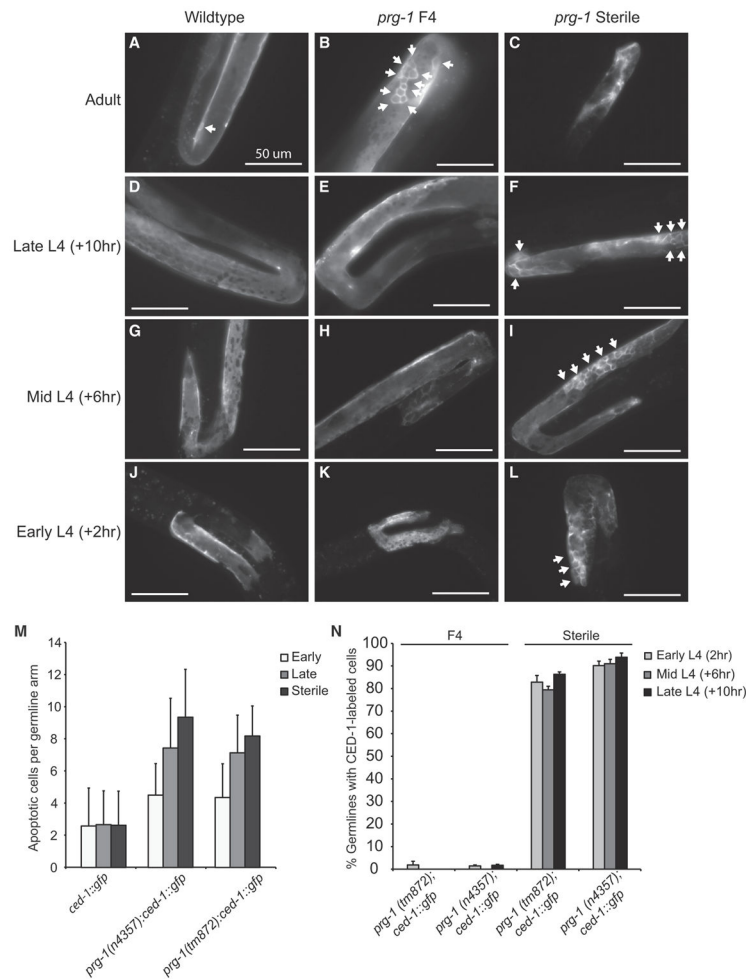 Wildtype prg-1 F4 prg-1 Sterile
A B C
Adult
50 um
D E F
Late L4 (+10hr)
G H I
Mid L4 (+6hr)
J K L
Early L4 (+2hr)
M
14
12
10
8
6
4
2
0
Apoptotic cells per germline arm
Early
Late
Sterile
ced-1::gfp
prg-1(n4357);ced-1::gfp
prg-1(tm872);ced-1::gfp
N
F4 Sterile
100
90
80
70
60
50
40
30
20
10
0
% Germlines with CED-1-labeled cells
Early L4 (2hr)
Mid L4 (+6hr)
Late L4 (+10hr)
prg-1 (tm872);
ced-1::gfp
prg-1 (n4357);
ced-1::gfp
prg-1 (tm872);
ced-1::gfp
prg-1 (n4357);
ced-1::gfp